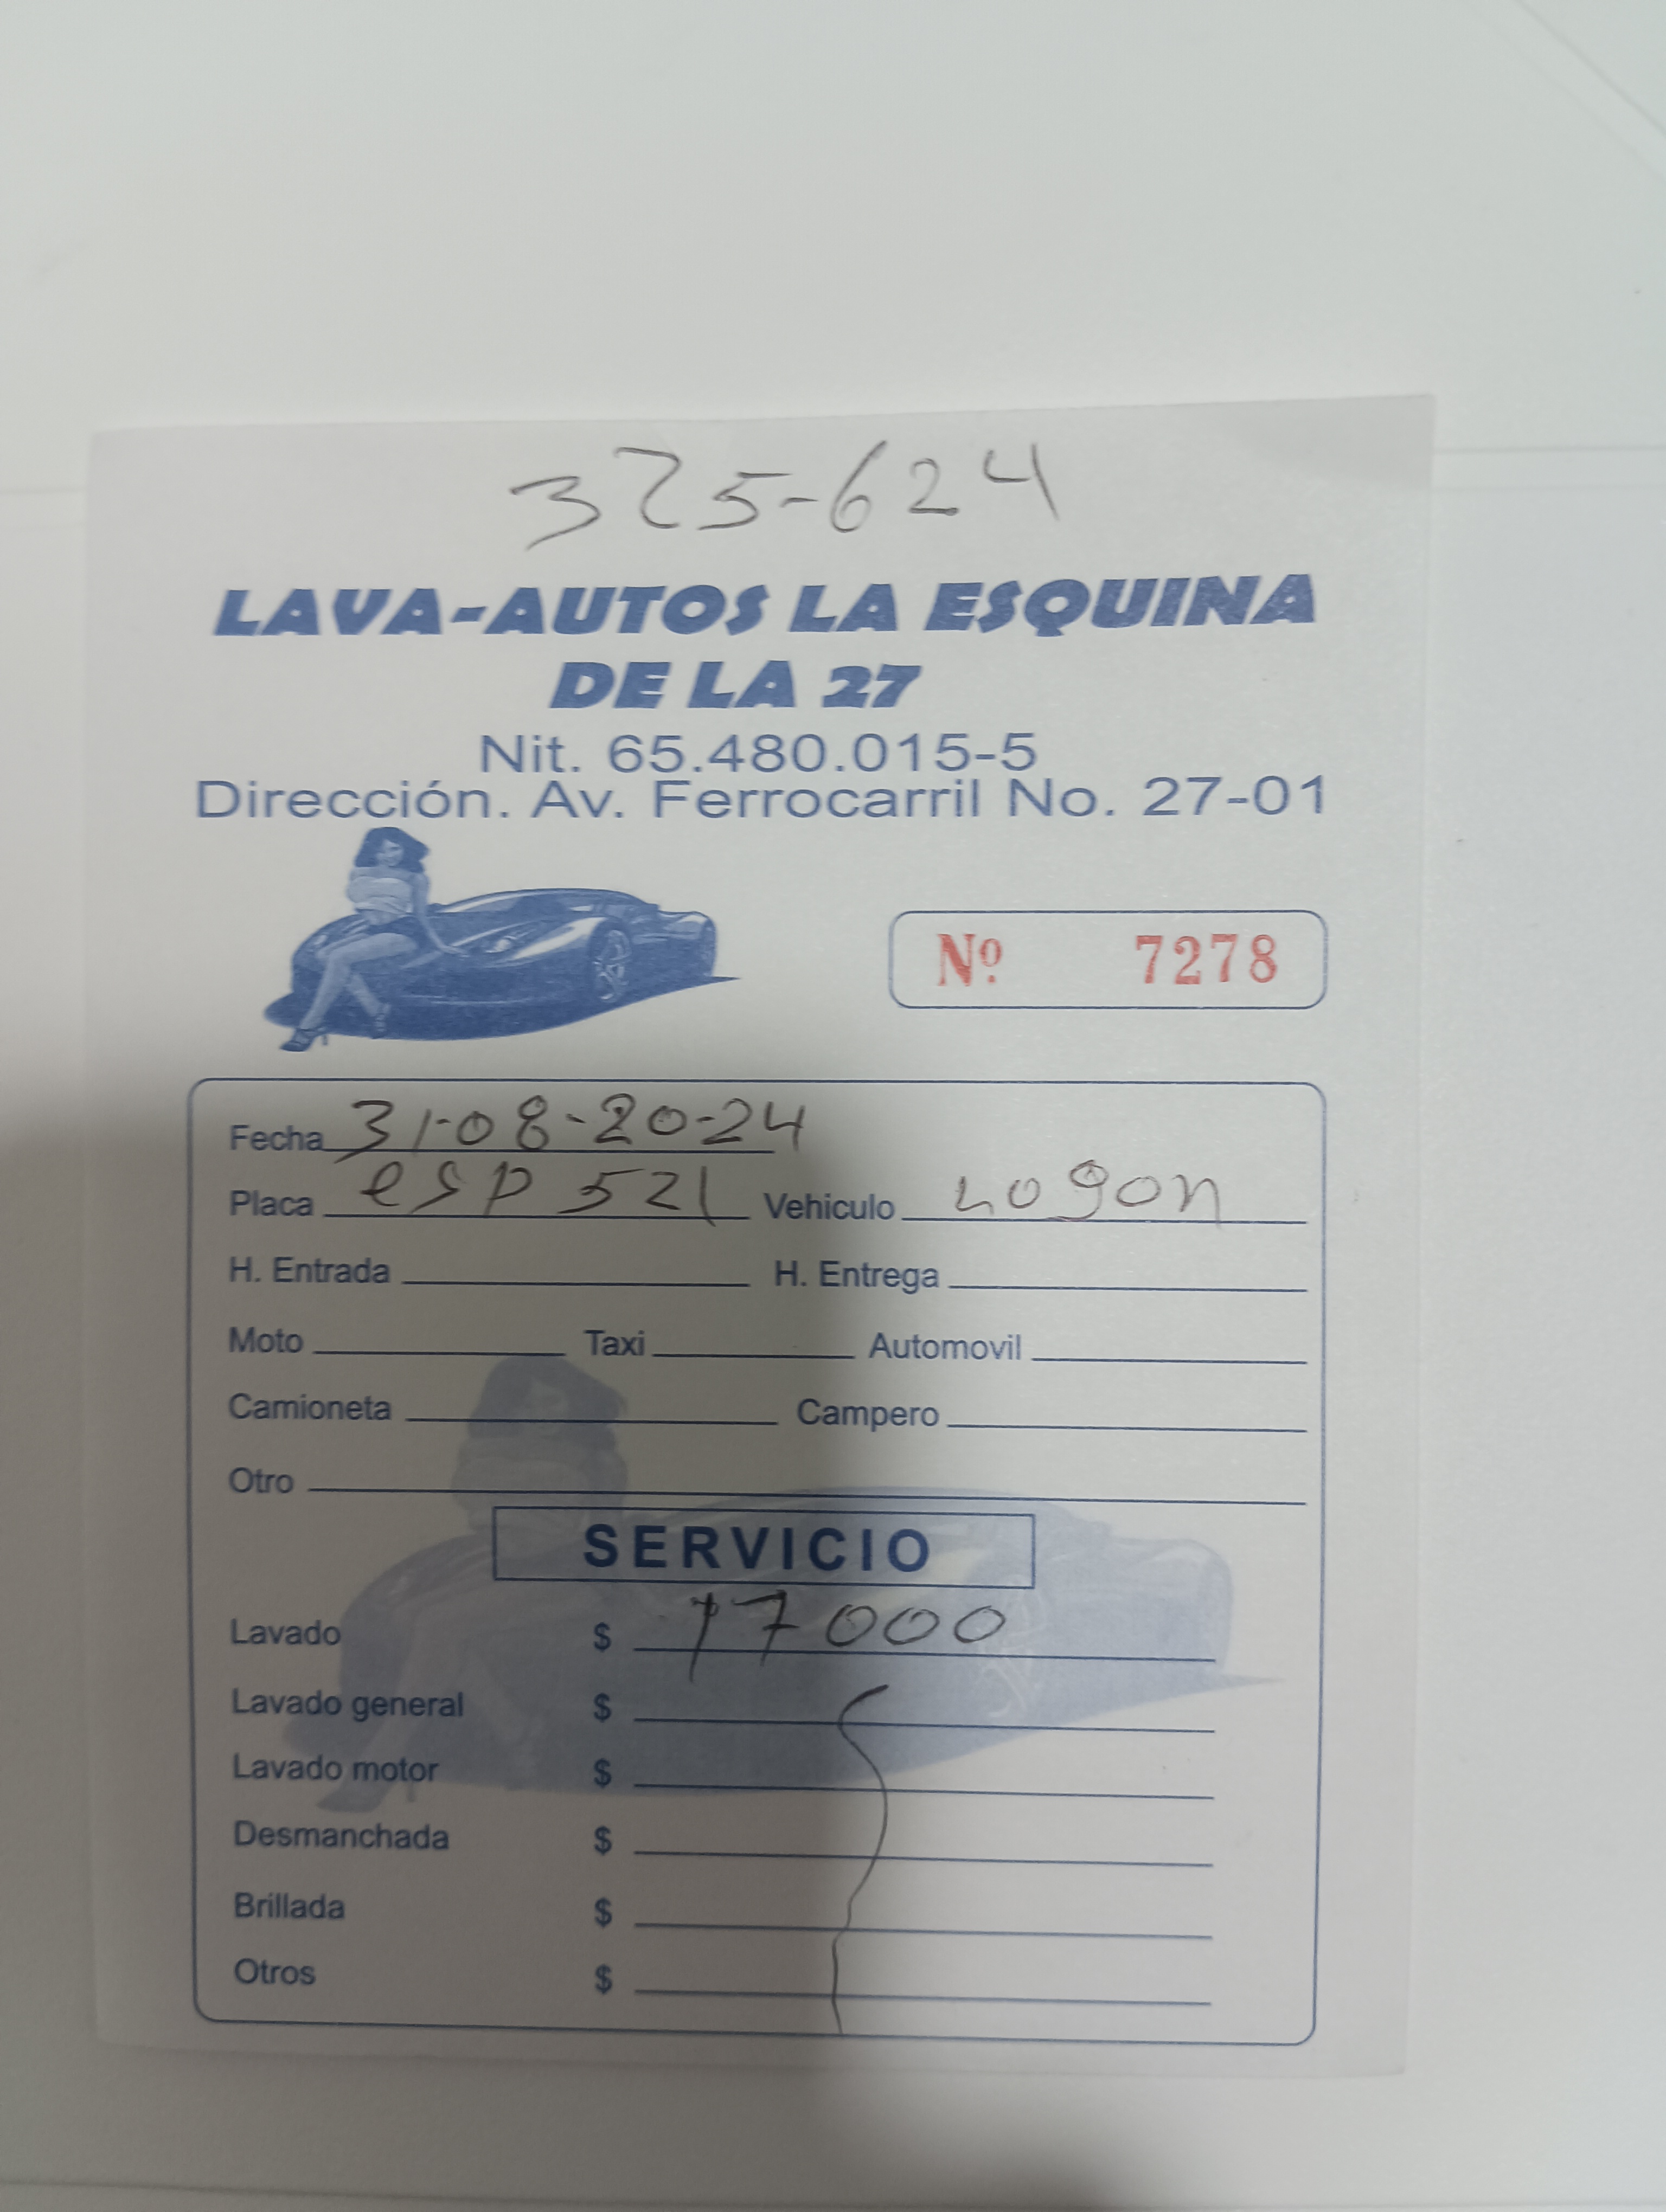 325-624
LAVA-AUTOS LA ESQUINA
DE LA 27
Nit. 65.480.015-5
Dirección. Av. Ferrocarril No. 27-01
Nº 7278
Fecha 31-08-20-24
Placa esp 521 Vehiculo Logon
H. Entrada H. Entrega
Moto Taxi Automovil
Camioneta Campero
Otro
SERVICIO
Lavado $ 17000
Lavado general $
Lavado motor $
Desmanchada $
Brillada $
Otros $